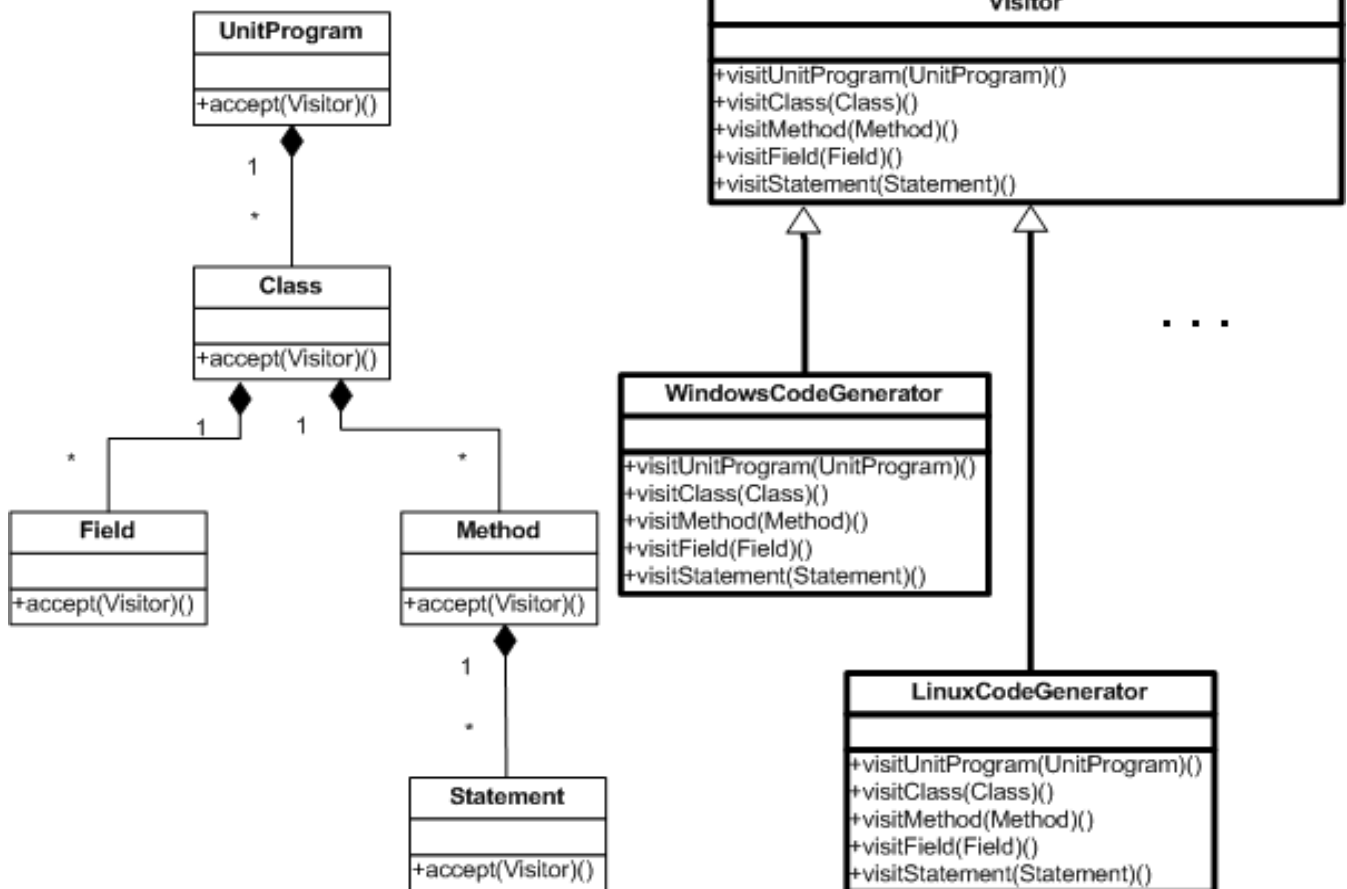 UnitProgram
+accept(Visitor)()
1
*
Class
+accept(Visitor)()
1
*
1
*
Field
+accept(Visitor)()
Method
+accept(Visitor)()
1
*
Statement
+accept(Visitor)()
Visitor
+visitUnitProgram(UnitProgram)()
+visitClass(Class)()
+visitMethod(Method)()
+visitField(Field)()
+visitStatement(Statement)()
. . .
WindowsCodeGenerator
+visitUnitProgram(UnitProgram)()
+visitClass(Class)()
+visitMethod(Method)()
+visitField(Field)()
+visitStatement(Statement)()
LinuxCodeGenerator
+visitUnitProgram(UnitProgram)()
+visitClass(Class)()
+visitMethod(Method)()
+visitField(Field)()
+visitStatement(Statement)()